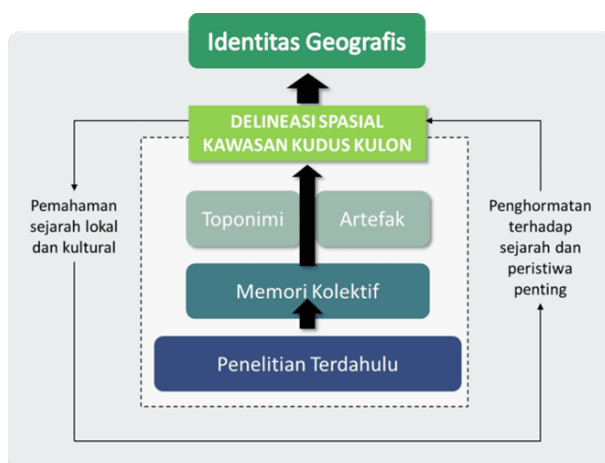 Identitas Geografis
DELINEASI SPASIAL
KAWASAN KUDUS KULON
Pemahaman
sejarah lokal
dan kultural
Toponimi
Artefak
Penghormatan
terhadap
sejarah dan
peristiwa
penting
Memori Kolektif
Penelitian Terdahulu